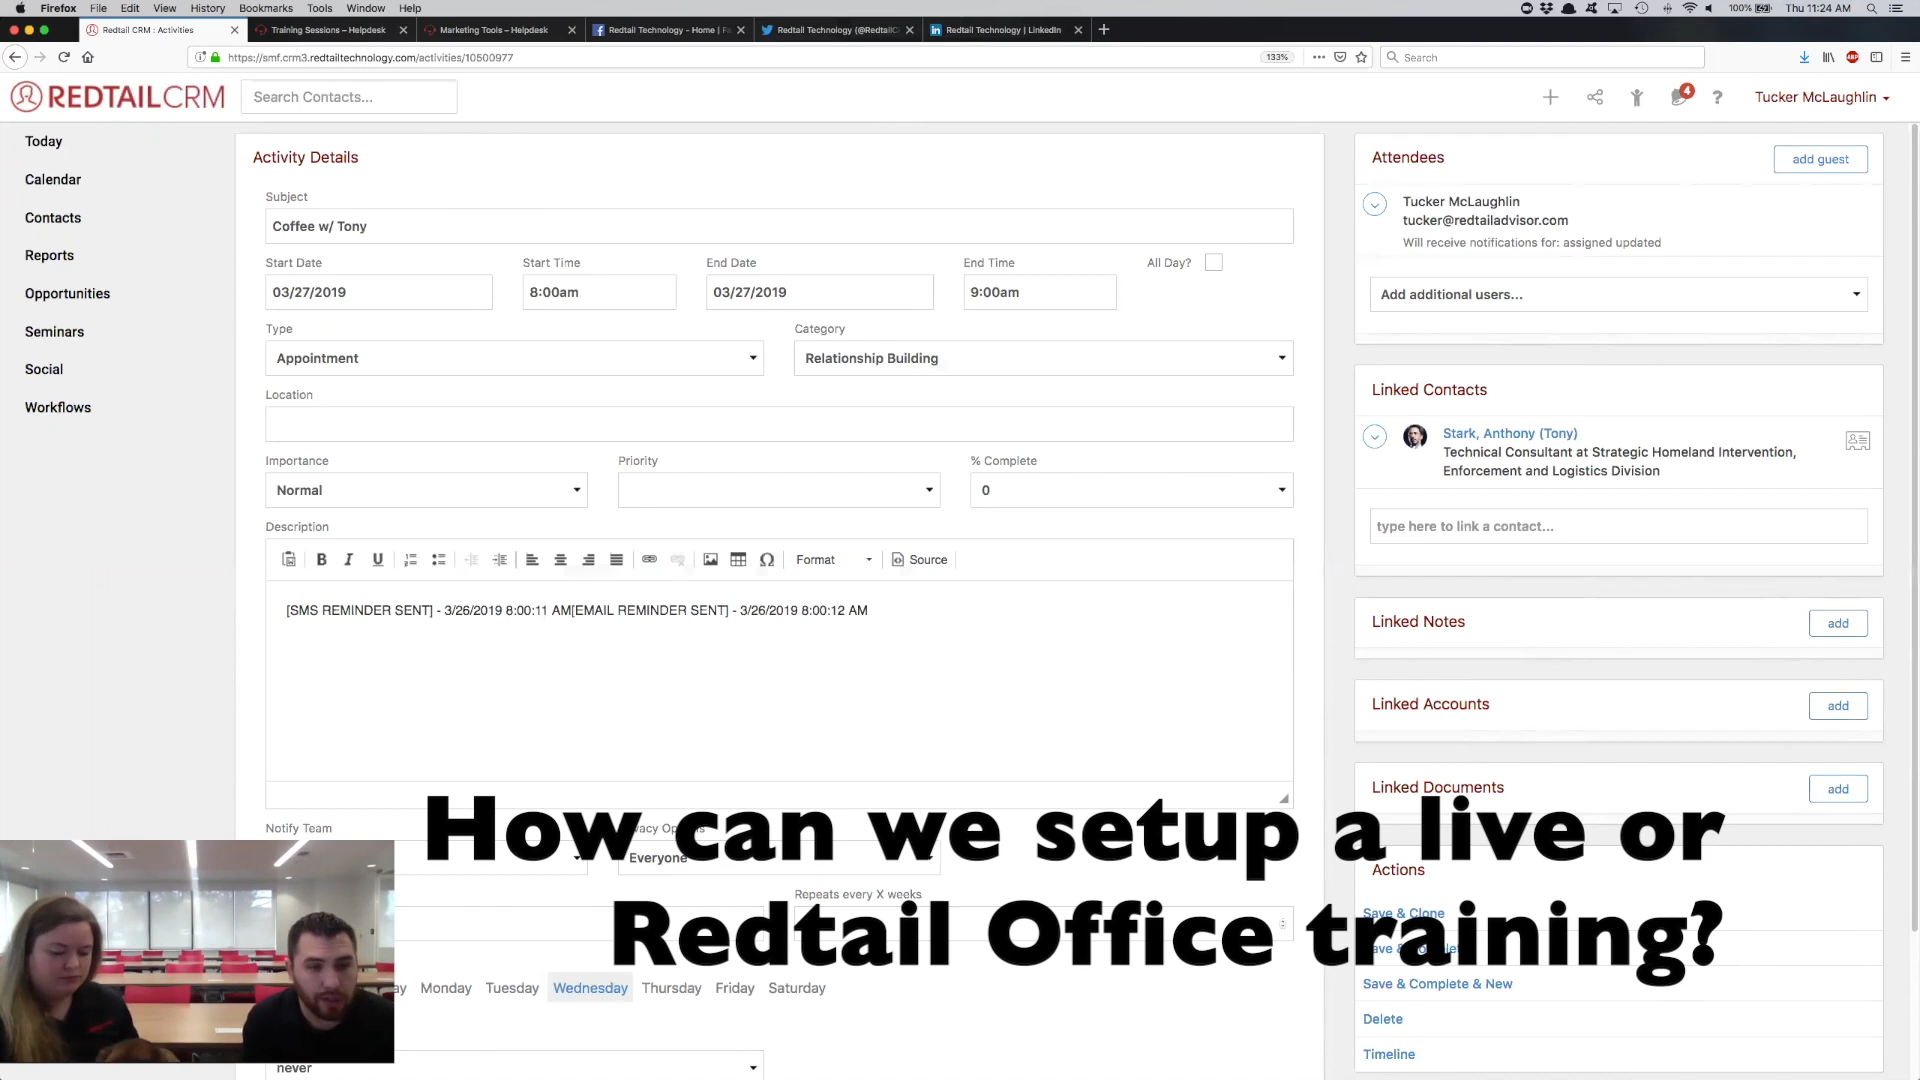 Firefox File Edit View History Bookmarks Tools Window Help 100% Thu 11:24 AM
Redtail CRM : Activities Training Sessions – Helpdesk Marketing Tools – Helpdesk Redtail Technology - Home | Fa Redtail Technology (@RedtailC Redtail Technology | LinkedIn
https://smf.crm3.redtailtechnology.com/activities/10500977 133% Search
REDTAILCRM Search Contacts... 4 ? Tucker McLaughlin
Today
Calendar
Contacts
Reports
Opportunities
Seminars
Social
Workflows
Activity Details
Subject
Coffee w/ Tony
Start Date Start Time End Date End Time All Day?
03/27/2019 8:00am 03/27/2019 9:00am
Type Category
Appointment Relationship Building
Location
Importance Priority % Complete
Normal 0
Description
B I U Ω Format Source
[SMS REMINDER SENT] - 3/26/2019 8:00:11 AM[EMAIL REMINDER SENT] - 3/26/2019 8:00:12 AM
Notify Team
Everyone
Repeats every X weeks
Monday Tuesday Wednesday Thursday Friday Saturday
never
Attendees add guest
Tucker McLaughlin
tucker@redtailadvisor.com
Will receive notifications for: assigned updated
Add additional users...
Linked Contacts
Stark, Anthony (Tony)
Technical Consultant at Strategic Homeland Intervention,
Enforcement and Logistics Division
type here to link a contact...
Linked Notes add
Linked Accounts add
Linked Documents add
Actions
Save & Clone
Save & Complete & New
Delete
Timeline
How can we setup a live or
Redtail Office training?